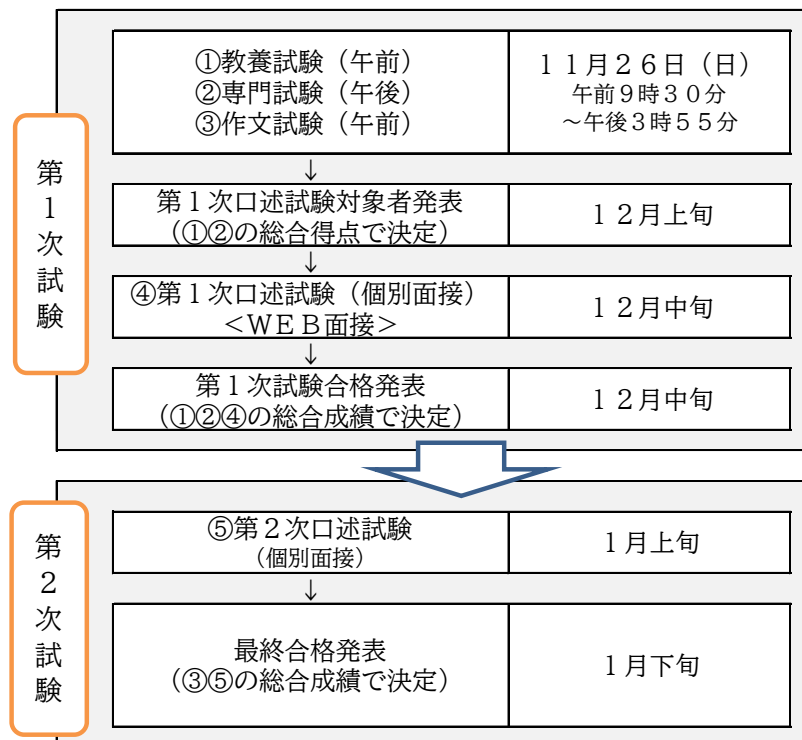 第１次試験
①教養試験（午前）
②専門試験（午後）
③作文試験（午前）
１１月２６日（日）
午前９時３０分
～午後３時５５分
↓
第１次口述試験対象者発表
（①②の総合得点で決定）
１２月上旬
↓
④第１次口述試験（個別面接）
＜ＷＥＢ面接＞
１２月中旬
↓
第１次試験合格発表
（①②④の総合成績で決定）
１２月中旬
第２次試験
⑤第２次口述試験
（個別面接）
１月上旬
↓
最終合格発表
（③⑤の総合成績で決定）
１月下旬